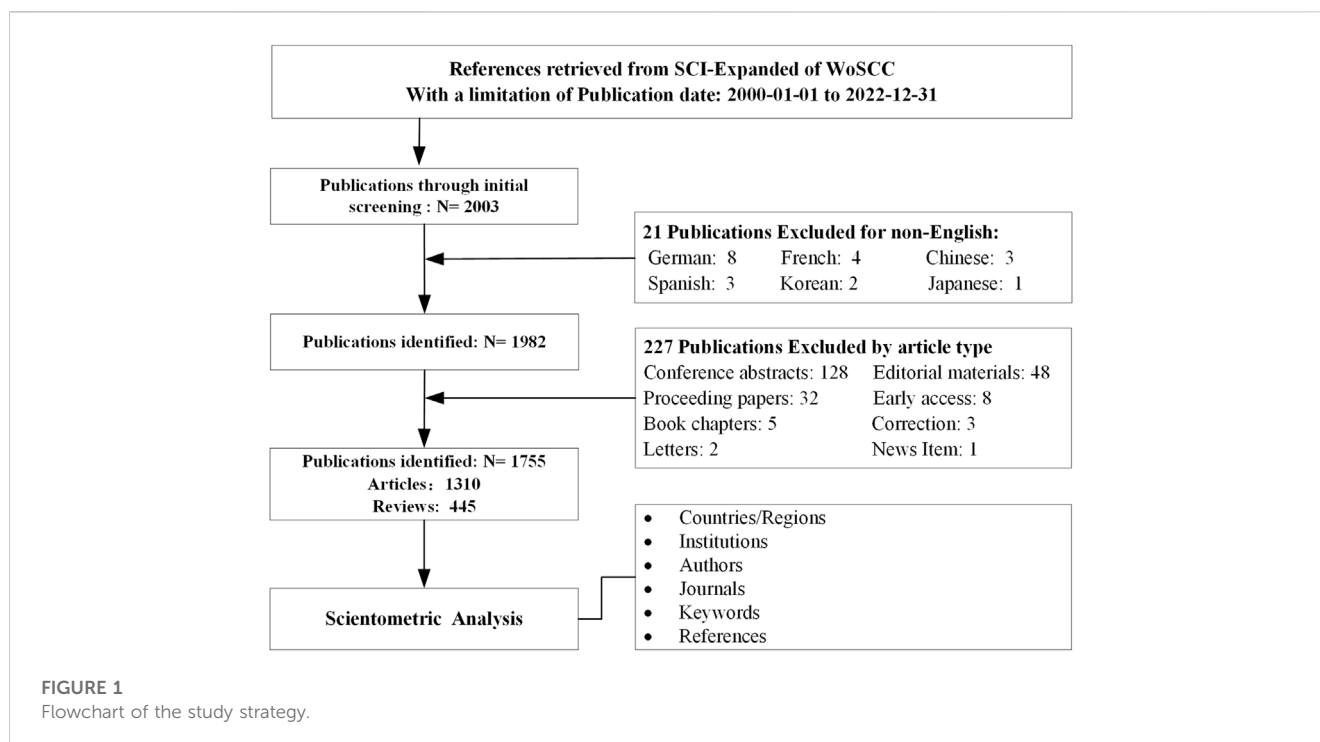 References retrieved from SCI-Expanded of WoSCC
With a limitation of Publication date: 2000-01-01 to 2022-12-31
Publications through initial
screening : N= 2003
21 Publications Excluded for non-English:
German: 8 French: 4 Chinese: 3
Spanish: 3 Korean: 2 Japanese: 1
Publications identified: N= 1982
227 Publications Excluded by article type
Conference abstracts: 128 Editorial materials: 48
Proceeding papers: 32 Early access: 8
Book chapters: 5 Correction: 3
Letters: 2 News Item: 1
Publications identified: N= 1755
Articles： 1310
Reviews: 445
• Countries/Regions
• Institutions
• Authors
• Journals
• Keywords
• References
Scientometric Analysis
FIGURE 1
Flowchart of the study strategy.